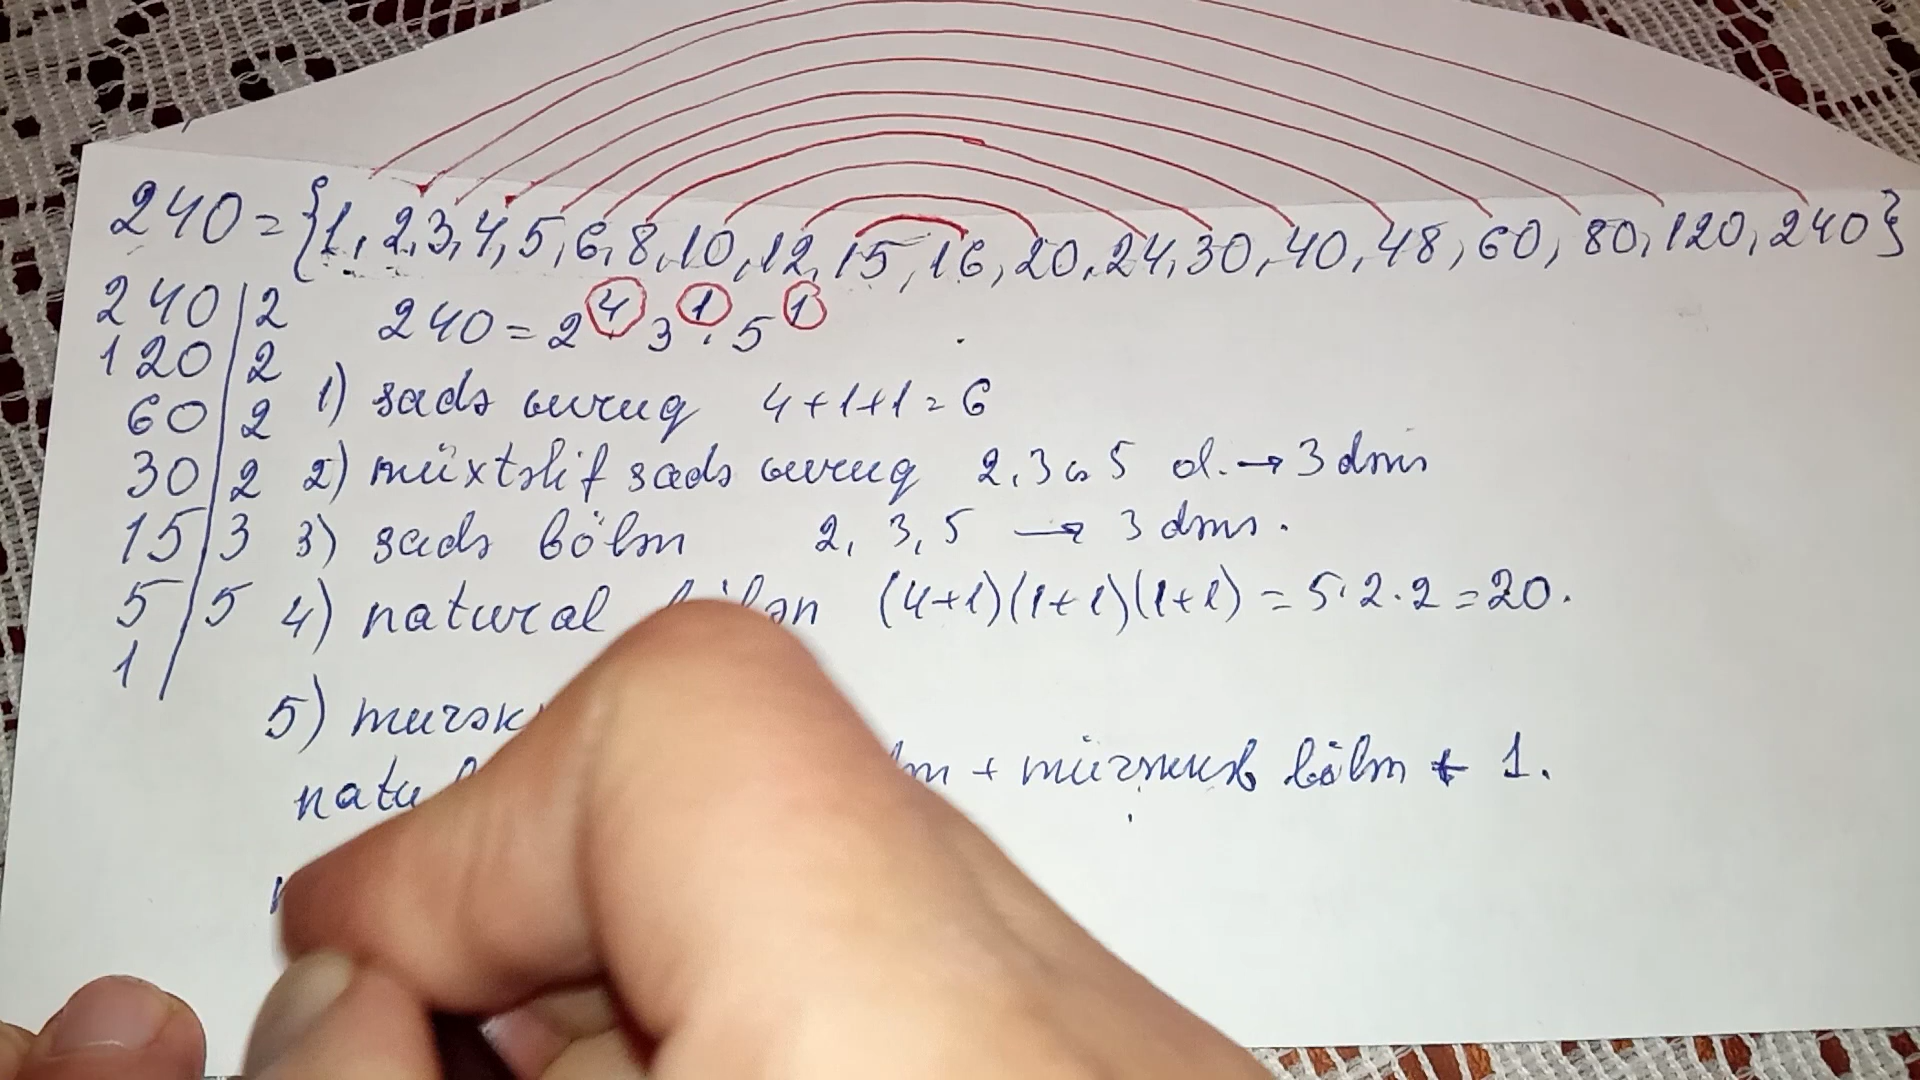 240 = {1, 2, 3, 4, 5, 6, 8, 10, 12, 15, 16, 20, 24, 30, 40, 48, 60, 80, 120, 240}
240 | 2
120 | 2
60 | 2
30 | 2
15 | 3
5 | 5
1
240 = 2⁴ · 3¹ · 5¹
1) sadə vuruq 4+1+1=6
2) müxtəlif sadə vuruq 2, 3 və 5 →3 dənə
3) sadə bölən 2, 3, 5 → 3 dənə.
4) natural bölən (4+1)(1+1)(1+1) = 5·2·2 = 20.
5)
+ mürəkkəb bölən + 1.